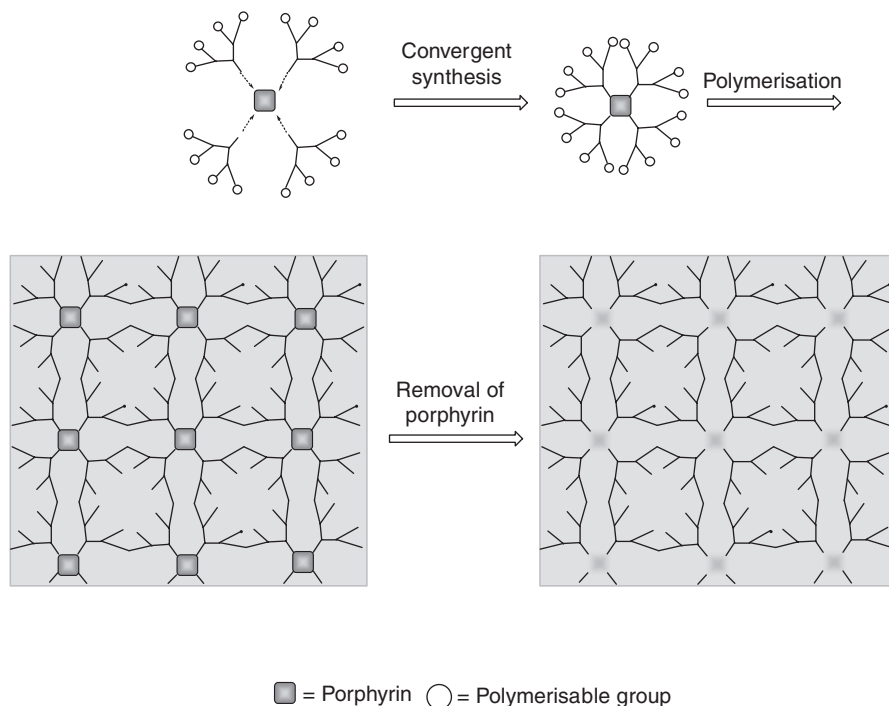 Convergent
synthesis
Polymerisation
Removal of
porphyrin
= Porphyrin
= Polymerisable group